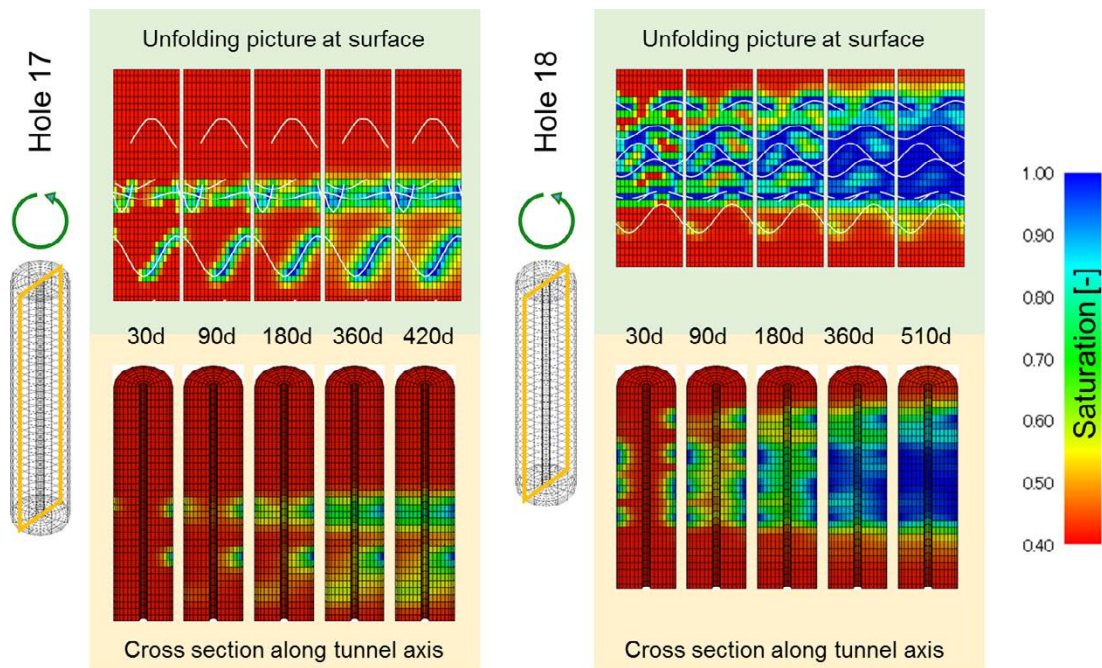 Hole 17
Unfolding picture at surface
30d 90d 180d 360d 420d
Cross section along tunnel axis
Hole 18
Unfolding picture at surface
30d 90d 180d 360d 510d
Cross section along tunnel axis
Saturation [-]
1.00
0.90
0.80
0.70
0.60
0.50
0.40